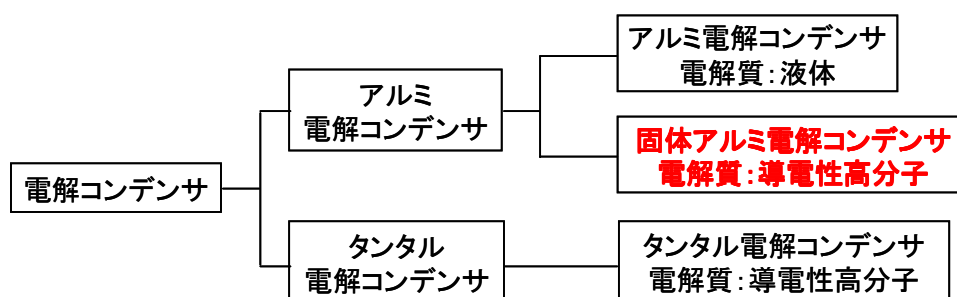 アルミ電解コンデンサ
電解質：液体
アルミ
電解コンデンサ
固体アルミ電解コンデンサ
電解質：導電性高分子
電解コンデンサ
タンタル
電解コンデンサ
タンタル電解コンデンサ
電解質：導電性高分子